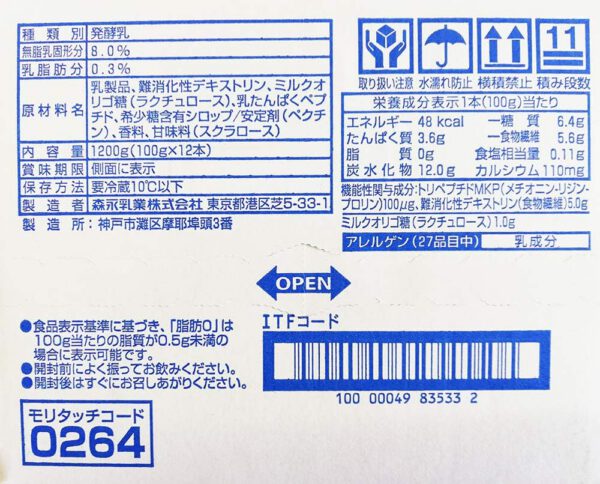 種類別 発酵乳
無脂乳固形分 8.0%
乳脂肪分 0.3%
原材料名 乳製品、難消化性デキストリン、ミルクオリゴ糖(ラクチュロース)、乳たんぱくペプチド、希少糖含有シロップ/安定剤(ペクチン)、香料、甘味料(スクラロース)
内容量 1200g(100g×12本)
賞味期限 側面に表示
保存方法 要冷蔵10℃以下
製造者 森永乳業株式会社 東京都港区芝5-33-1
製造所:神戸市灘区摩耶埠頭3番
11
取り扱い注意 水濡れ防止 横積禁止 積み段数
栄養成分表示1本(100g)当たり
エネルギー 48kcal 糖質 6.4g
たんぱく質 3.6g 食物繊維 5.6g
脂質 0g 食塩相当量 0.11g
炭水化物 12.0g カルシウム 110mg
機能性関与成分:トリペプチドMKP(メチオニン-リジン-
プロリン)100μg、難消化性デキストリン(食物繊維)5.0g
ミルクオリゴ糖(ラクチュロース)1.0g
アレルゲン(27品目中) 乳成分
OPEN
●食品表示基準に基づき、「脂肪0」は
100g当たりの脂質が0.5g未満の
場合に表示可能です。
●開封前によく振ってお飲みください。
●開封後はすぐにお召しあがりください。
ITFコード
100 00049 83533 2
モリタッチコード
0264